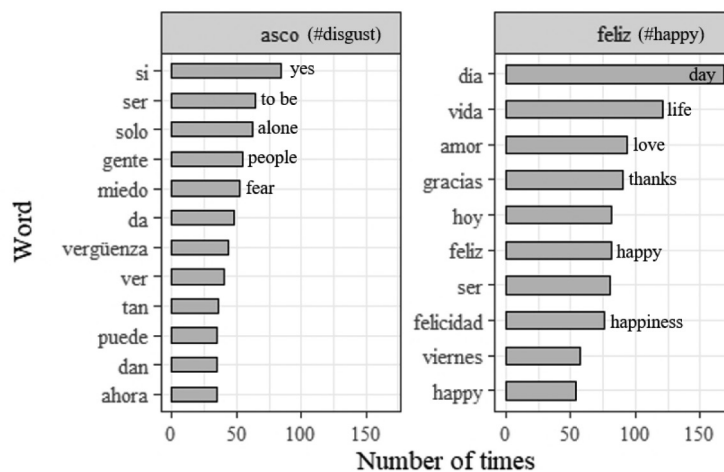 asco (#disgust)
si yes
ser to be
solo alone
gente people
miedo fear
da
vergüenza
ver
tan
puede
dan
ahora
0 50 100 150
feliz (#happy)
dia day
vida life
amor love
gracias thanks
hoy
feliz happy
ser
felicidad happiness
viernes
happy
0 50 100 150
Word
Number of times